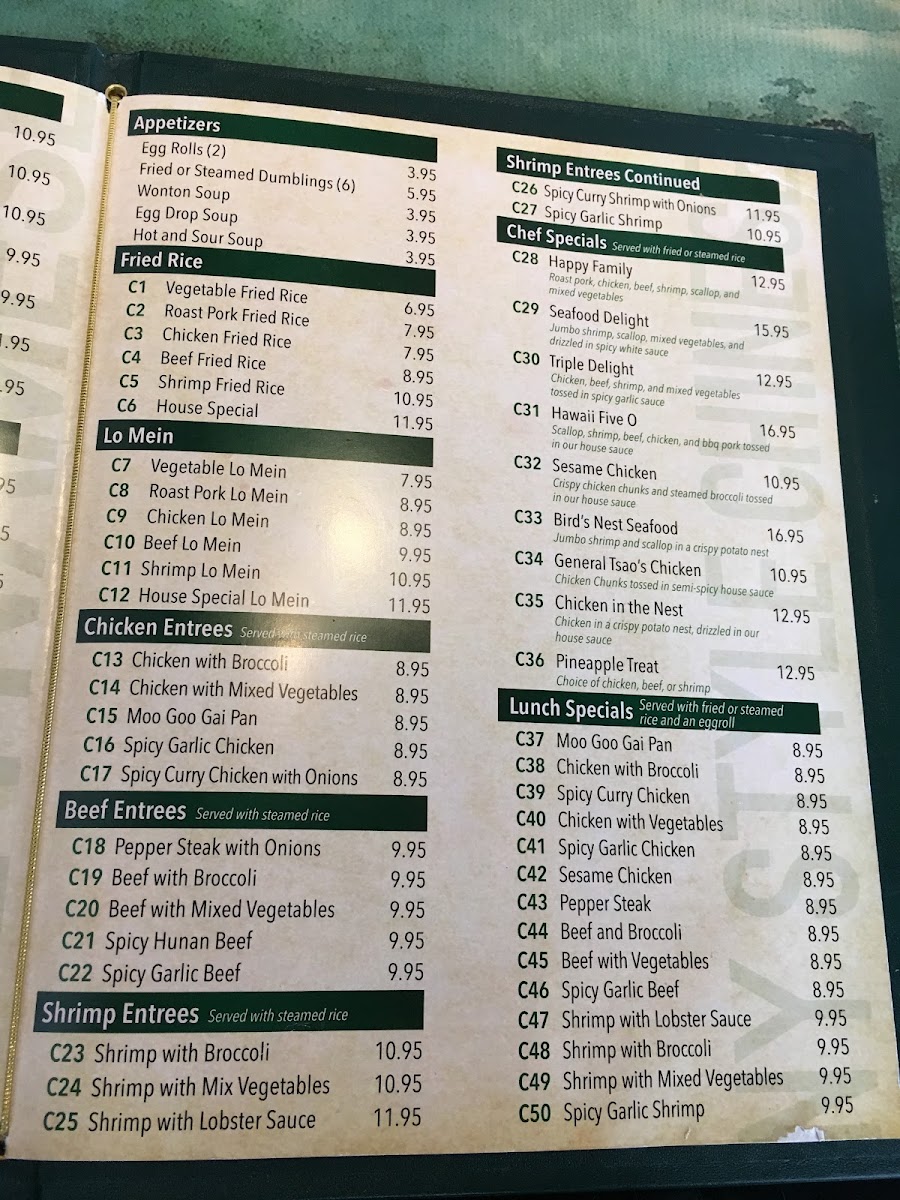 10.95
10.95
10.95
9.95
9.95
1.95
.95
95
5
5
Appetizers
Egg Rolls (2) 3.95
Fried or Steamed Dumblings (6) 5.95
Wonton Soup 3.95
Egg Drop Soup 3.95
Hot and Sour Soup 3.95
Fried Rice
C1 Vegetable Fried Rice 6.95
C2 Roast Pork Fried Rice 7.95
C3 Chicken Fried Rice 7.95
C4 Beef Fried Rice 8.95
C5 Shrimp Fried Rice 10.95
C6 House Special 11.95
Lo Mein
C7 Vegetable Lo Mein 7.95
C8 Roast Pork Lo Mein 8.95
C9 Chicken Lo Mein 8.95
C10 Beef Lo Mein 9.95
C11 Shrimp Lo Mein 10.95
C12 House Special Lo Mein 11.95
Chicken Entrees Served with steamed rice
C13 Chicken with Broccoli 8.95
C14 Chicken with Mixed Vegetables 8.95
C15 Moo Goo Gai Pan 8.95
C16 Spicy Garlic Chicken 8.95
C17 Spicy Curry Chicken with Onions 8.95
Beef Entrees Served with steamed rice
C18 Pepper Steak with Onions 9.95
C19 Beef with Broccoli 9.95
C20 Beef with Mixed Vegetables 9.95
C21 Spicy Hunan Beef 9.95
C22 Spicy Garlic Beef 9.95
Shrimp Entrees Served with steamed rice
C23 Shrimp with Broccoli 10.95
C24 Shrimp with Mix Vegetables 10.95
C25 Shrimp with Lobster Sauce 11.95
Shrimp Entrees Continued
C26 Spicy Curry Shrimp with Onions 11.95
C27 Spicy Garlic Shrimp 10.95
Chef Specials Served with fried or steamed rice
C28 Happy Family 12.95
Roast pork, chicken, beef, shrimp, scallop, and
mixed vegetables
C29 Seafood Delight 15.95
Jumbo shrimp, scallop, mixed vegetables, and
drizzled in spicy white sauce
C30 Triple Delight 12.95
Chicken, beef, shrimp, and mixed vegetables
tossed in spicy garlic sauce
C31 Hawaii Five O 16.95
Scallop, shrimp, beef, chicken, and bbq pork tossed
in our house sauce
C32 Sesame Chicken 10.95
Crispy chicken chunks and steamed broccoli tossed
in our house sauce
C33 Bird's Nest Seafood 16.95
Jumbo shrimp and scallop in a crispy potato nest
C34 General Tsao's Chicken 10.95
Chicken Chunks tossed in semi-spicy house sauce
C35 Chicken in the Nest 12.95
Chicken in a crispy potato nest, drizzled in our
house sauce
C36 Pineapple Treat 12.95
Choice of chicken, beef, or shrimp
Lunch Specials Served with fried or steamed
rice and an eggroll
C37 Moo Goo Gai Pan 8.95
C38 Chicken with Broccoli 8.95
C39 Spicy Curry Chicken 8.95
C40 Chicken with Vegetables 8.95
C41 Spicy Garlic Chicken 8.95
C42 Sesame Chicken 8.95
C43 Pepper Steak 8.95
C44 Beef and Broccoli 8.95
C45 Beef with Vegetables 8.95
C46 Spicy Garlic Beef 8.95
C47 Shrimp with Lobster Sauce 9.95
C48 Shrimp with Broccoli 9.95
C49 Shrimp with Mixed Vegetables 9.95
C50 Spicy Garlic Shrimp 9.95
STYLE CHINES